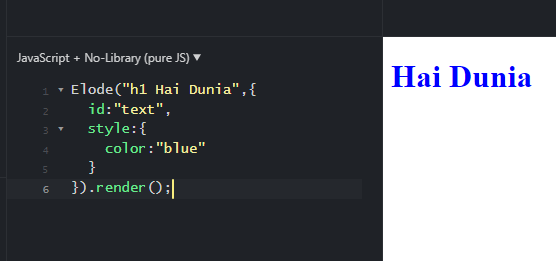 JavaScript + No-Library (pure JS) ▼
1 ▾ Elode("h1 Hai Dunia",{
2 id:"text",
3 ▾ style:{
4 color:"blue"
5 }
6 }).render();
Hai Dunia